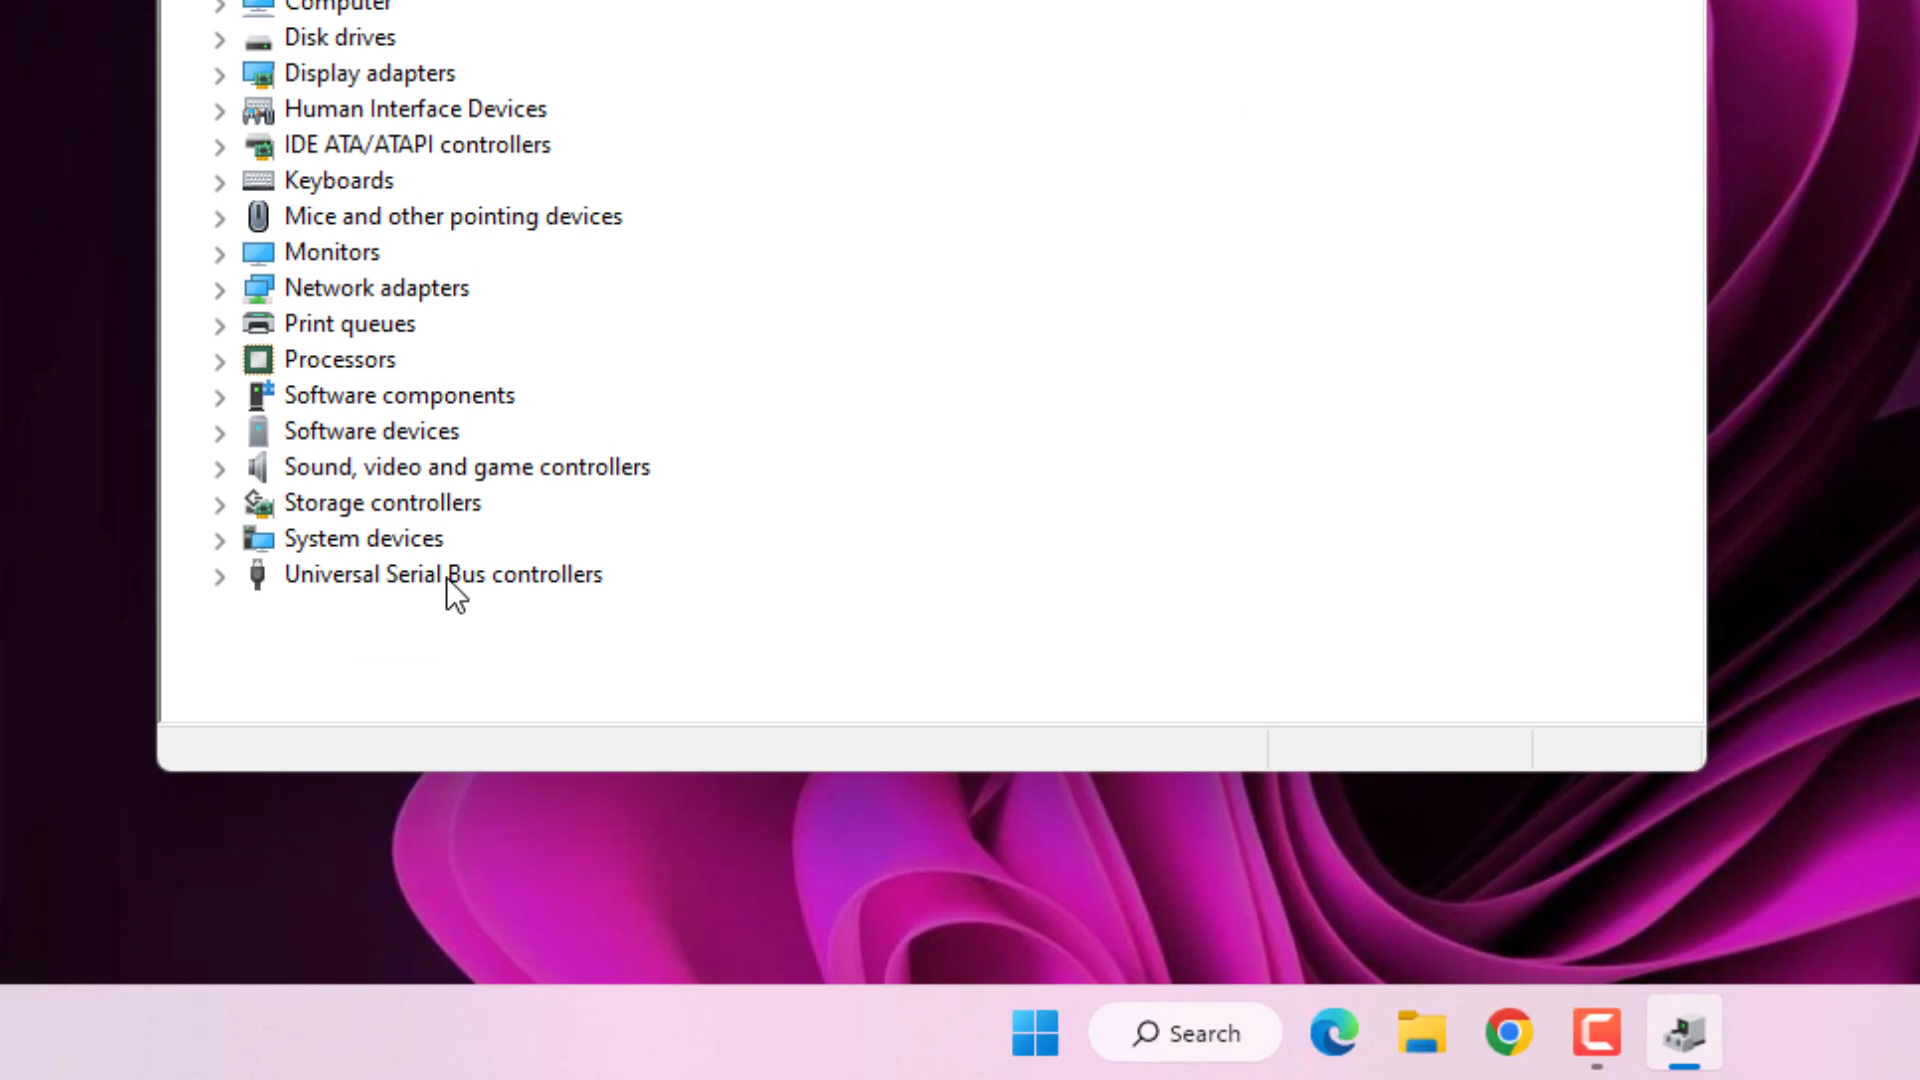 Computer
Disk drives
Display adapters
Human Interface Devices
IDE ATA/ATAPI controllers
Keyboards
Mice and other pointing devices
Monitors
Network adapters
Print queues
Processors
Software components
Software devices
Sound, video and game controllers
Storage controllers
System devices
Universal Serial Bus controllers
Search